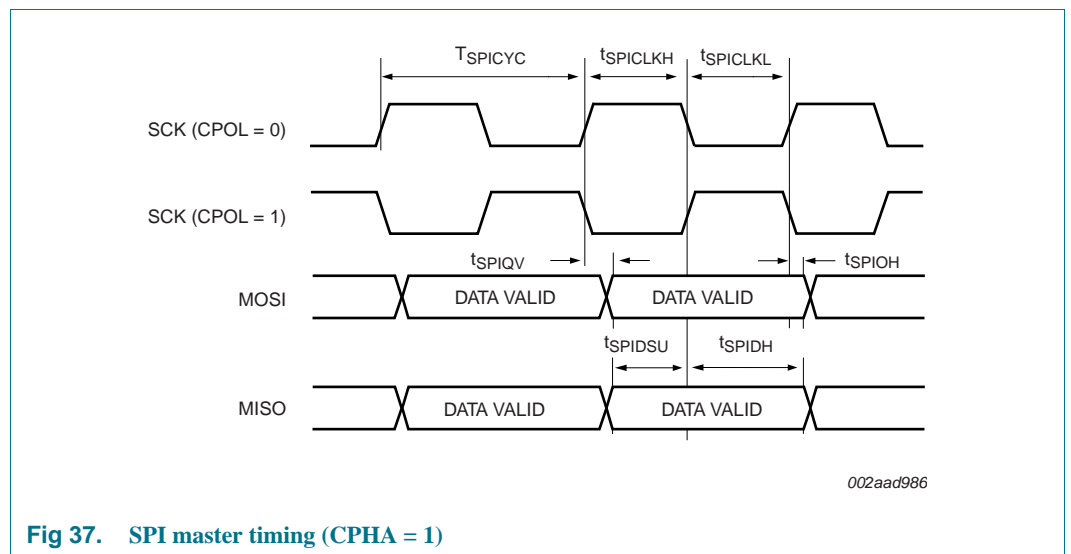 TSPICYC tSPICLKH tSPICLKL
SCK (CPOL = 0)
SCK (CPOL = 1)
tSPIQV tSPIOH
MOSI DATA VALID DATA VALID
tSPIDSU tSPIDH
MISO DATA VALID DATA VALID
002aad986
Fig 37. SPI master timing (CPHA = 1)